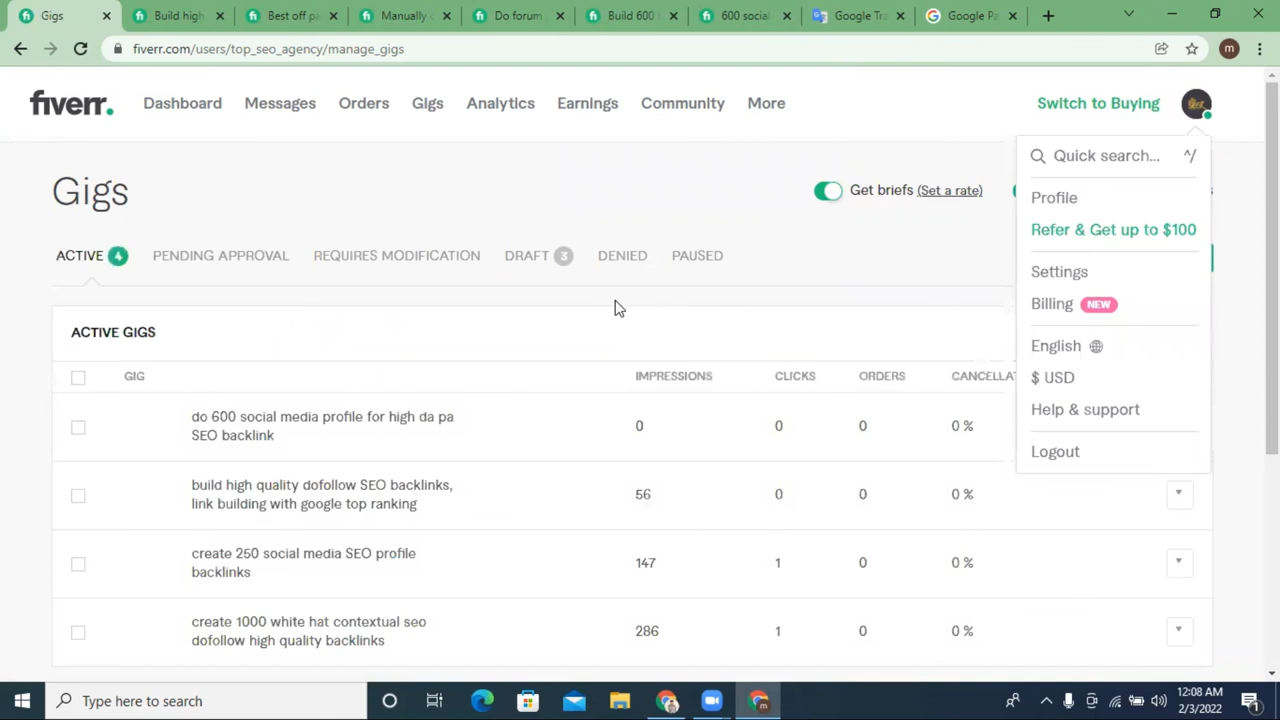 Gigs
Build high
Best off pa
Manually c
Do forum p
Build 600 h
600 social
Google Tra
Google Pa
fiverr.com/users/top_seo_agency/manage_gigs
m
fiverr.
Dashboard Messages Orders Gigs Analytics Earnings Community More
Switch to Buying
Quick search... ^/
Gigs
Get briefs (Set a rate)
Profile
Refer & Get up to $100
ACTIVE 4 PENDING APPROVAL REQUIRES MODIFICATION DRAFT 3 DENIED PAUSED
Settings
Billing NEW
ACTIVE GIGS
English
$ USD
Help & support
Logout
GIG IMPRESSIONS CLICKS ORDERS CANCELLAT
do 600 social media profile for high da pa
SEO backlink
0 0 0 0 %
build high quality dofollow SEO backlinks,
link building with google top ranking
56 0 0 0 %
create 250 social media SEO profile
backlinks
147 1 0 0 %
create 1000 white hat contextual seo
dofollow high quality backlinks
286 1 0 0 %
Type here to search
12:08 AM
2/3/2022
1